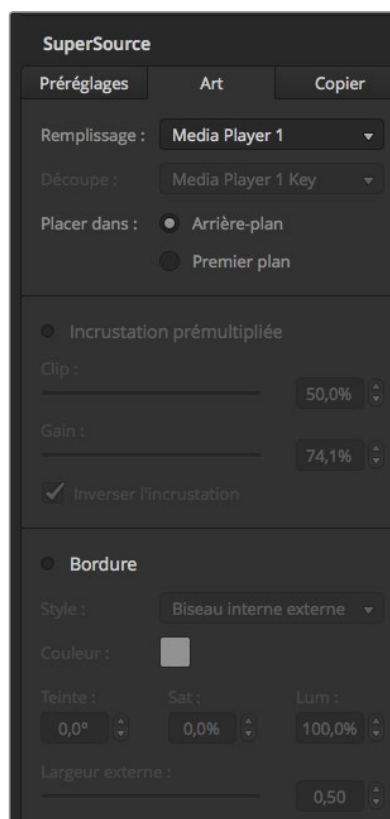 SuperSource
Préréglages Art Copier
Remplissage : Media Player 1
Découpe : Media Player 1 Key
Placer dans : Arrière-plan
Premier plan
Incrustation prémultipliée
Clip :
50,0%
Gain :
74,1%
Inverser l'incrustation
Bordure
Style : Biseau interne externe
Couleur :
Teinte : Sat : Lum :
0,0° 0,0% 100,0%
Largeur externe :
0,50